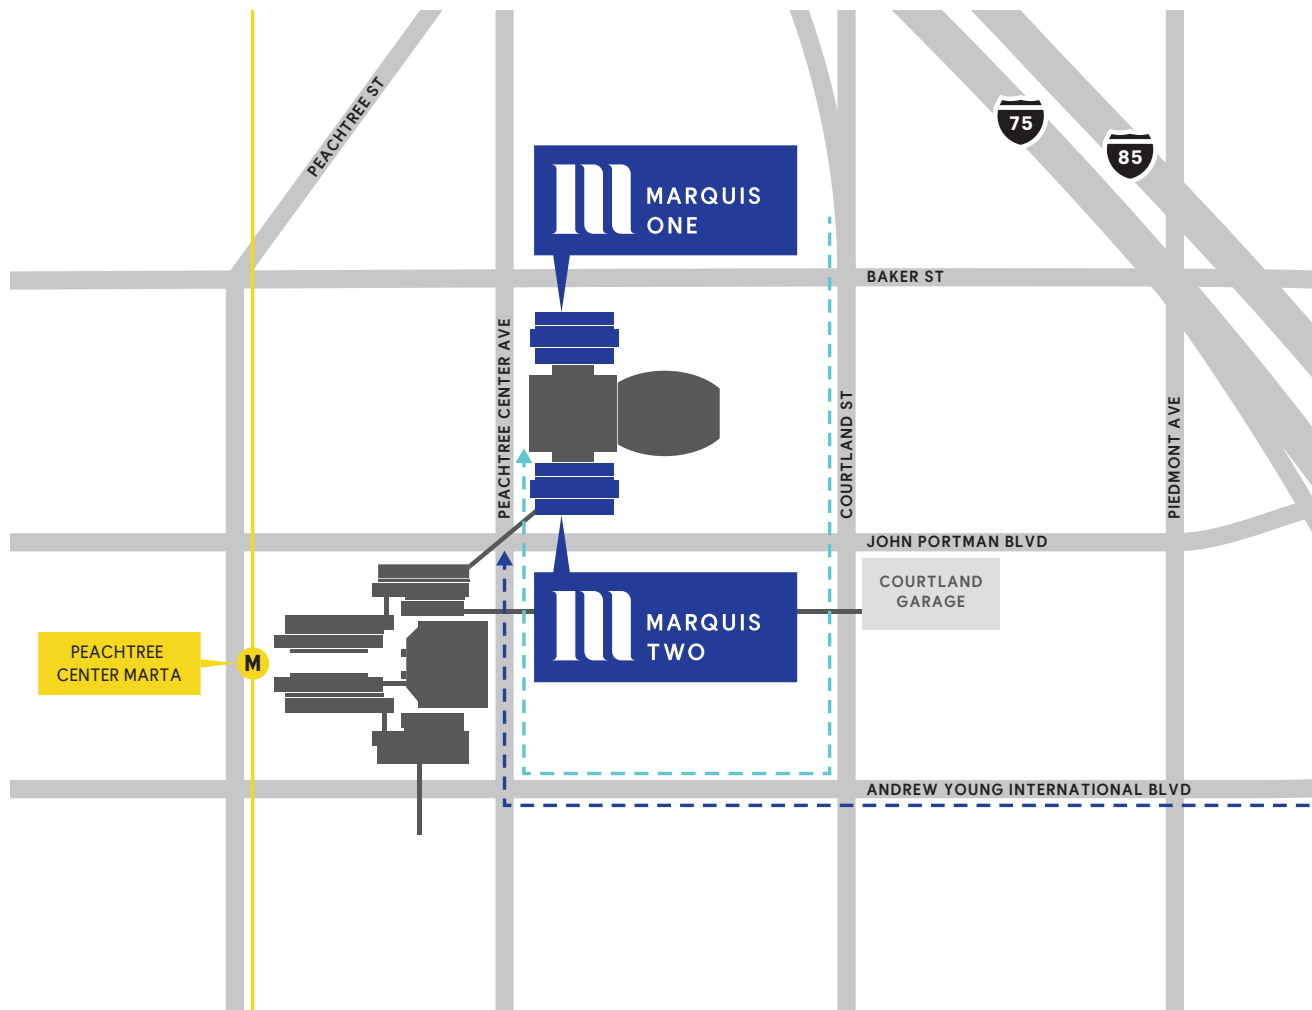 PEACHTREE ST
75
85
MARQUIS
ONE
BAKER ST
PEACHTREE CENTER AVE
COURTLAND ST
PIEDMONT AVE
JOHN PORTMAN BLVD
COURTLAND
GARAGE
MARQUIS
TWO
PEACHTREE
CENTER MARTA
M
ANDREW YOUNG INTERNATIONAL BLVD